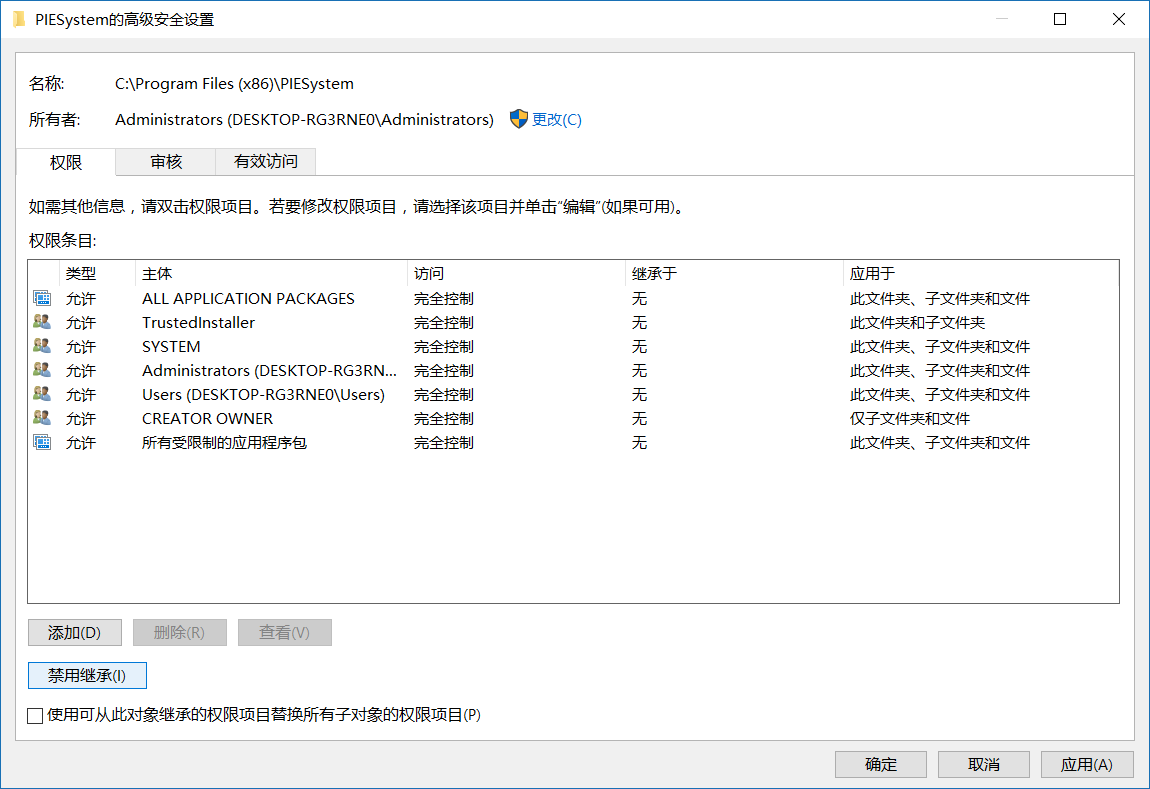 PIESystem的高级安全设置
名称: C:\Program Files (x86)\PIESystem
所有者: Administrators (DESKTOP-RG3RNE0\Administrators) 更改(C)
权限 审核 有效访问
如需其他信息，请双击权限项目。若要修改权限项目，请选择该项目并单击“编辑”(如果可用)。
权限条目:
类型 主体 访问 继承于 应用于
允许 ALL APPLICATION PACKAGES 完全控制 无 此文件夹、子文件夹和文件
允许 TrustedInstaller 完全控制 无 此文件夹和子文件夹
允许 SYSTEM 完全控制 无 此文件夹、子文件夹和文件
允许 Administrators (DESKTOP-RG3RN... 完全控制 无 此文件夹、子文件夹和文件
允许 Users (DESKTOP-RG3RNE0\Users) 完全控制 无 此文件夹、子文件夹和文件
允许 CREATOR OWNER 完全控制 无 仅子文件夹和文件
允许 所有受限制的应用程序包 完全控制 无 此文件夹、子文件夹和文件
添加(D) 删除(R) 查看(V)
禁用继承(I)
使用可从此对象继承的权限项目替换所有子对象的权限项目(P)
确定 取消 应用(A)